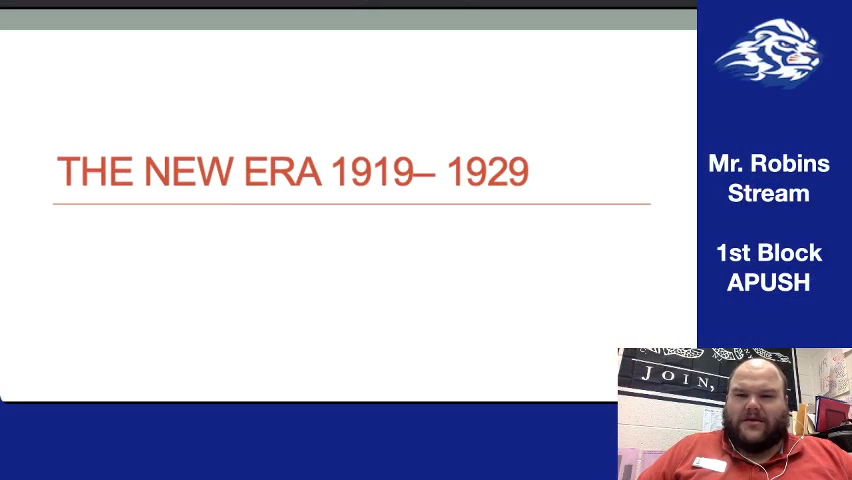 THE NEW ERA 1919– 1929
Mr. Robins
Stream
1st Block
APUSH
JOIN,